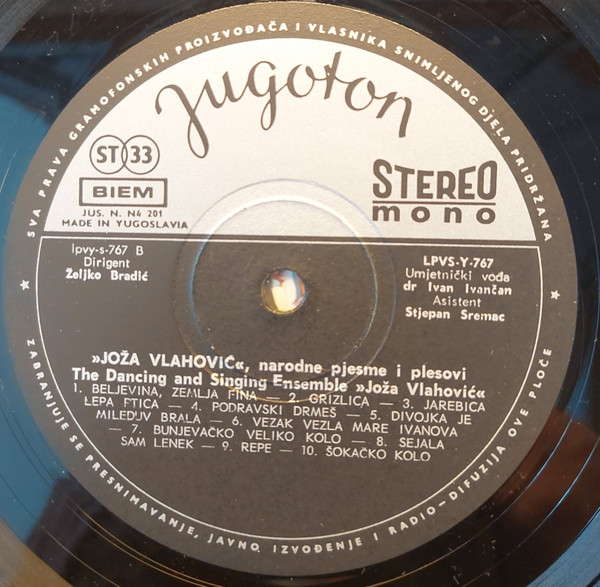 SVA PRAVA GRAMOFONSKIH PROIZVOĐAČA I VLASNIKA SNIMLJENOG DJELA PRIDRŽANA
jugoton
ST 33
BIEM
JUS. N. N4 201
MADE IN YUGOSLAVIA
STEREO
mono
lpvy-s-767 B
Dirigent
Željko Bradić
LPVS-Y-767
Umjetnički vođa
dr Ivan Ivančan
Asistent
Stjepan Sremac
»JOŽA VLAHOVIĆ«, narodne pjesme i plesovi
The Dancing and Singing Ensemble »Joža Vlahović«
1. BELJEVINA, ZEMLJA FINA — 2. GRIZLICA — 3. JAREBICA
LEPA FTICA — 4. PODRAVSKI DRMEŠ — 5. DIVOJKA JE
MILEDUV BRALA — 6. VEZAK VEZLA MARE IVANOVA
— 7. BUNJEVAČKO VELIKO KOLO — 8. SEJALA
SAM LENEK — 9. REPE — 10. ŠOKAČKO KOLO
ZABRANJUJE SE PRESNIMAVANJE, JAVNO IZVOĐENJE I RADIO-DIFUZIJA OVE PLOČE